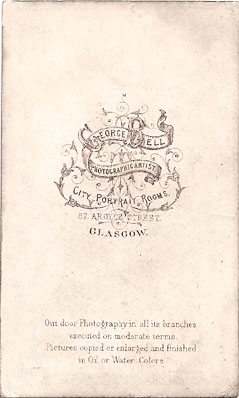 GEORGE BELL
PHOTOGRAPHIC ARTIST
CITY PORTRAIT ROOMS.
87. ARGYLE STREET.
GLASGOW.
Out door Photography in all its branches
executed on moderate terms.
Pictures copied or enlarged and finished
in Oil or Water Colors